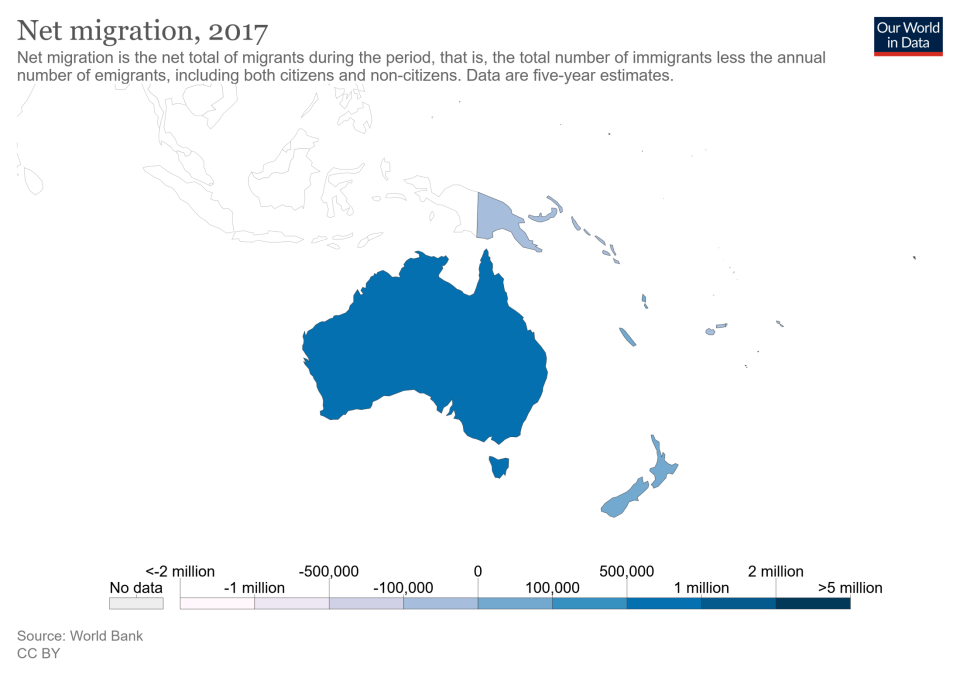 Net migration, 2017
Our World
in Data
Net migration is the net total of migrants during the period, that is, the total number of immigrants less the annual
number of emigrants, including both citizens and non-citizens. Data are five-year estimates.
<-2 million -500,000 0 500,000 2 million
No data -1 million -100,000 100,000 1 million >5 million
Source: World Bank
CC BY